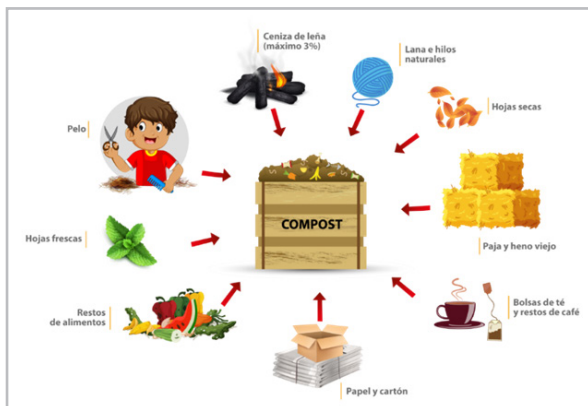 Ceniza de leña
(máximo 3%)
Lana e hilos
naturales
Hojas secas
Pelo
COMPOST
Hojas frescas
Paja y heno viejo
Restos
de alimentos
Bolsas de té
y restos de café
Papel y cartón